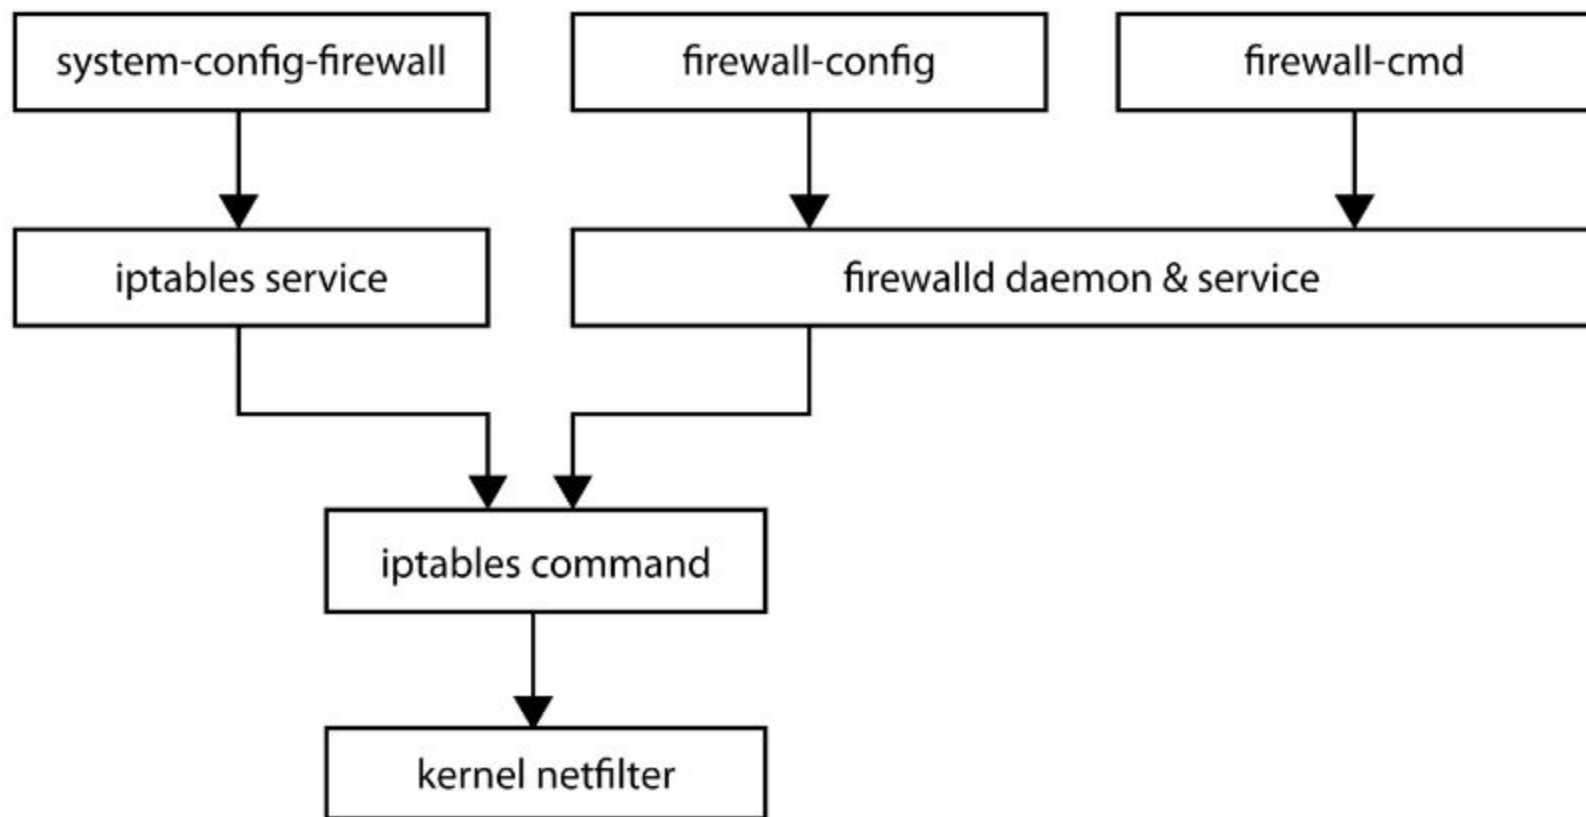 system-config-firewall
firewall-config
firewall-cmd
iptables service
firewalld daemon & service
iptables command
kernel netfilter